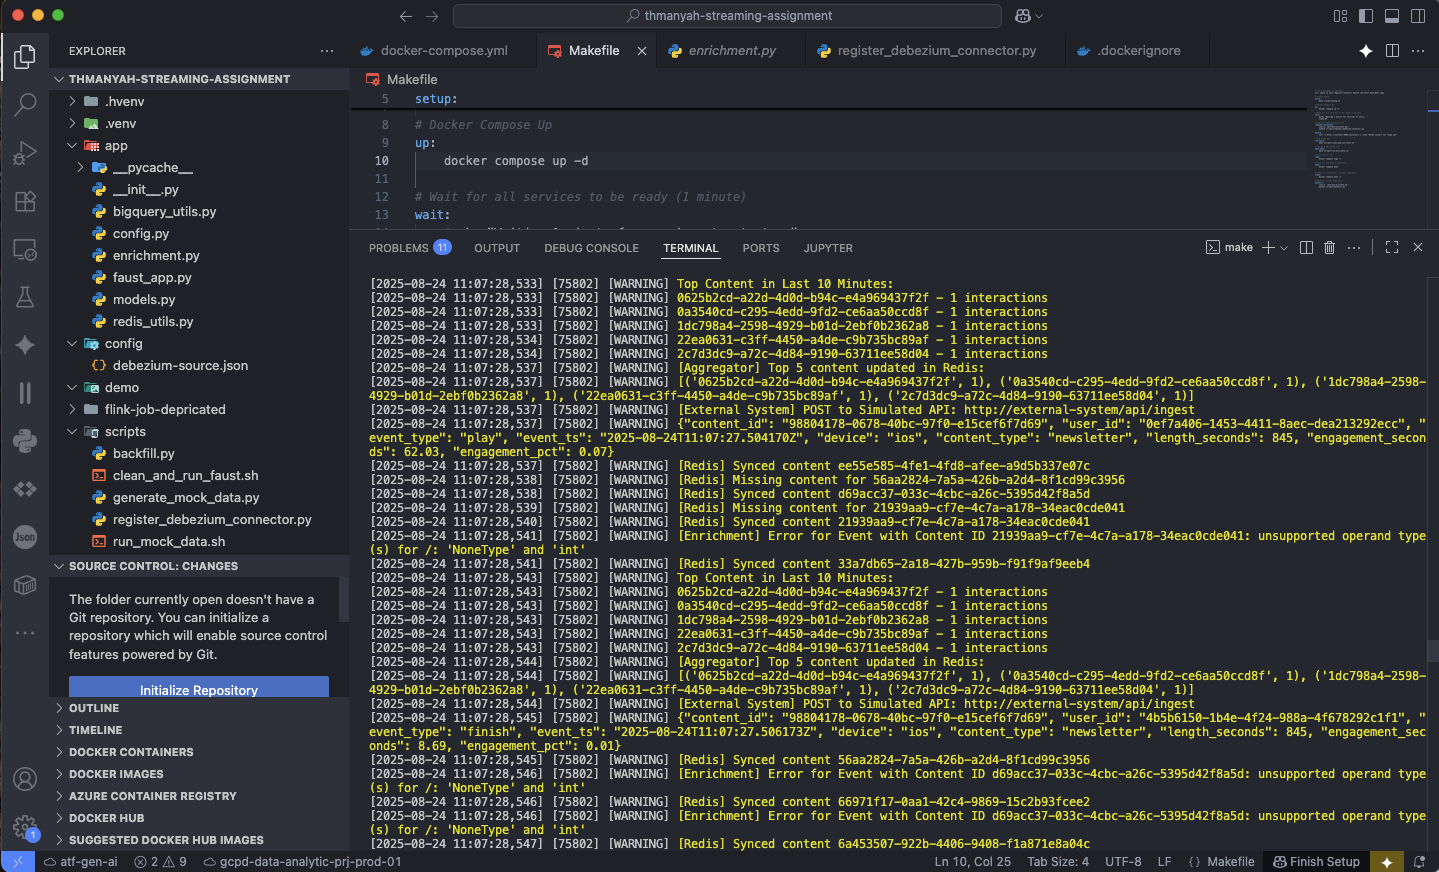 thmanyah-streaming-assignment
EXPLORER
docker-compose.yml
Makefile
enrichment.py
register_debezium_connector.py
.dockerignore
THMANYAH-STREAMING-ASSIGNMENT
.hvenv
.venv
app
__pycache__
__init__.py
bigquery_utils.py
config.py
enrichment.py
faust_app.py
models.py
redis_utils.py
config
debezium-source.json
demo
flink-job-depricated
scripts
backfill.py
clean_and_run_faust.sh
generate_mock_data.py
register_debezium_connector.py
run_mock_data.sh
SOURCE CONTROL: CHANGES
The folder currently open doesn't have a
Git repository. You can initialize a
repository which will enable source control
features powered by Git.
Initialize Repository
OUTLINE
TIMELINE
DOCKER CONTAINERS
DOCKER IMAGES
AZURE CONTAINER REGISTRY
DOCKER HUB
SUGGESTED DOCKER HUB IMAGES
Json
1
Makefile
5 setup:
8 # Docker Compose Up
9 up:
10 docker compose up -d
11
12 # Wait for all services to be ready (1 minute)
13 wait:
PROBLEMS 11 OUTPUT DEBUG CONSOLE TERMINAL PORTS JUPYTER
make
[2025-08-24 11:07:28,533] [75802] [WARNING] Top Content in Last 10 Minutes:
[2025-08-24 11:07:28,533] [75802] [WARNING] 0625b2cd-a22d-4d0d-b94c-e4a969437f2f - 1 interactions
[2025-08-24 11:07:28,533] [75802] [WARNING] 0a3540cd-c295-4edd-9fd2-ce6aa50ccd8f - 1 interactions
[2025-08-24 11:07:28,533] [75802] [WARNING] 1dc798a4-2598-4929-b01d-2ebf0b2362a8 - 1 interactions
[2025-08-24 11:07:28,534] [75802] [WARNING] 22ea0631-c3ff-4450-a4de-c9b735bc89af - 1 interactions
[2025-08-24 11:07:28,534] [75802] [WARNING] 2c7d3dc9-a72c-4d84-9190-63711ee58d04 - 1 interactions
[2025-08-24 11:07:28,537] [75802] [WARNING] [Aggregator] Top 5 content updated in Redis:
[2025-08-24 11:07:28,537] [75802] [WARNING] [('0625b2cd-a22d-4d0d-b94c-e4a969437f2f', 1), ('0a3540cd-c295-4edd-9fd2-ce6aa50ccd8f', 1), ('1dc798a4-2598-
4929-b01d-2ebf0b2362a8', 1), ('22ea0631-c3ff-4450-a4de-c9b735bc89af', 1), ('2c7d3dc9-a72c-4d84-9190-63711ee58d04', 1)]
[2025-08-24 11:07:28,537] [75802] [WARNING] [External System] POST to Simulated API: http://external-system/api/ingest
[2025-08-24 11:07:28,537] [75802] [WARNING] {"content_id": "98804178-0678-40bc-97f0-e15cef6f7d69", "user_id": "0ef7a406-1453-4411-8aec-dea213292ecc", "
event_type": "play", "event_ts": "2025-08-24T11:07:27.504170Z", "device": "ios", "content_type": "newsletter", "length_seconds": 845, "engagement_secon
ds": 62.03, "engagement_pct": 0.07}
[2025-08-24 11:07:28,537] [75802] [WARNING] [Redis] Synced content ee55e585-4fe1-4fd8-afee-a9d5b337e07c
[2025-08-24 11:07:28,538] [75802] [WARNING] [Redis] Missing content for 56aa2824-7a5a-426b-a2d4-8f1cd99c3956
[2025-08-24 11:07:28,538] [75802] [WARNING] [Redis] Synced content d69acc37-033c-4cbc-a26c-5395d42f8a5d
[2025-08-24 11:07:28,539] [75802] [WARNING] [Redis] Missing content for 21939aa9-cf7e-4c7a-a178-34eac0cde041
[2025-08-24 11:07:28,540] [75802] [WARNING] [Redis] Synced content 21939aa9-cf7e-4c7a-a178-34eac0cde041
[2025-08-24 11:07:28,541] [75802] [WARNING] [Enrichment] Error for Event with Content ID 21939aa9-cf7e-4c7a-a178-34eac0cde041: unsupported operand type
(s) for /: 'NoneType' and 'int'
[2025-08-24 11:07:28,541] [75802] [WARNING] [Redis] Synced content 33a7db65-2a18-427b-959b-f91f9af9eeb4
[2025-08-24 11:07:28,543] [75802] [WARNING] Top Content in Last 10 Minutes:
[2025-08-24 11:07:28,543] [75802] [WARNING] 0625b2cd-a22d-4d0d-b94c-e4a969437f2f - 1 interactions
[2025-08-24 11:07:28,543] [75802] [WARNING] 0a3540cd-c295-4edd-9fd2-ce6aa50ccd8f - 1 interactions
[2025-08-24 11:07:28,543] [75802] [WARNING] 1dc798a4-2598-4929-b01d-2ebf0b2362a8 - 1 interactions
[2025-08-24 11:07:28,543] [75802] [WARNING] 22ea0631-c3ff-4450-a4de-c9b735bc89af - 1 interactions
[2025-08-24 11:07:28,543] [75802] [WARNING] 2c7d3dc9-a72c-4d84-9190-63711ee58d04 - 1 interactions
[2025-08-24 11:07:28,544] [75802] [WARNING] [Aggregator] Top 5 content updated in Redis:
[2025-08-24 11:07:28,544] [75802] [WARNING] [('0625b2cd-a22d-4d0d-b94c-e4a969437f2f', 1), ('0a3540cd-c295-4edd-9fd2-ce6aa50ccd8f', 1), ('1dc798a4-2598-
4929-b01d-2ebf0b2362a8', 1), ('22ea0631-c3ff-4450-a4de-c9b735bc89af', 1), ('2c7d3dc9-a72c-4d84-9190-63711ee58d04', 1)]
[2025-08-24 11:07:28,544] [75802] [WARNING] [External System] POST to Simulated API: http://external-system/api/ingest
[2025-08-24 11:07:28,545] [75802] [WARNING] {"content_id": "98804178-0678-40bc-97f0-e15cef6f7d69", "user_id": "4b5b6150-1b4e-4f24-988a-4f678292c1f1", "
event_type": "finish", "event_ts": "2025-08-24T11:07:27.506173Z", "device": "ios", "content_type": "newsletter", "length_seconds": 845, "engagement_sec
onds": 8.69, "engagement_pct": 0.01}
[2025-08-24 11:07:28,545] [75802] [WARNING] [Redis] Synced content 56aa2824-7a5a-426b-a2d4-8f1cd99c3956
[2025-08-24 11:07:28,546] [75802] [WARNING] [Enrichment] Error for Event with Content ID d69acc37-033c-4cbc-a26c-5395d42f8a5d: unsupported operand type
(s) for /: 'NoneType' and 'int'
[2025-08-24 11:07:28,546] [75802] [WARNING] [Redis] Synced content 66971f17-0aa1-42c4-9869-15c2b93fcee2
[2025-08-24 11:07:28,546] [75802] [WARNING] [Enrichment] Error for Event with Content ID d69acc37-033c-4cbc-a26c-5395d42f8a5d: unsupported operand type
(s) for /: 'NoneType' and 'int'
[2025-08-24 11:07:28,547] [75802] [WARNING] [Redis] Synced content 6a453507-922b-4406-9408-f1a871e8a04c
atf-gen-ai 2 9 gcpd-data-analytic-prj-prod-01 Ln 10, Col 25 Tab Size: 4 UTF-8 LF {} Makefile Finish Setup